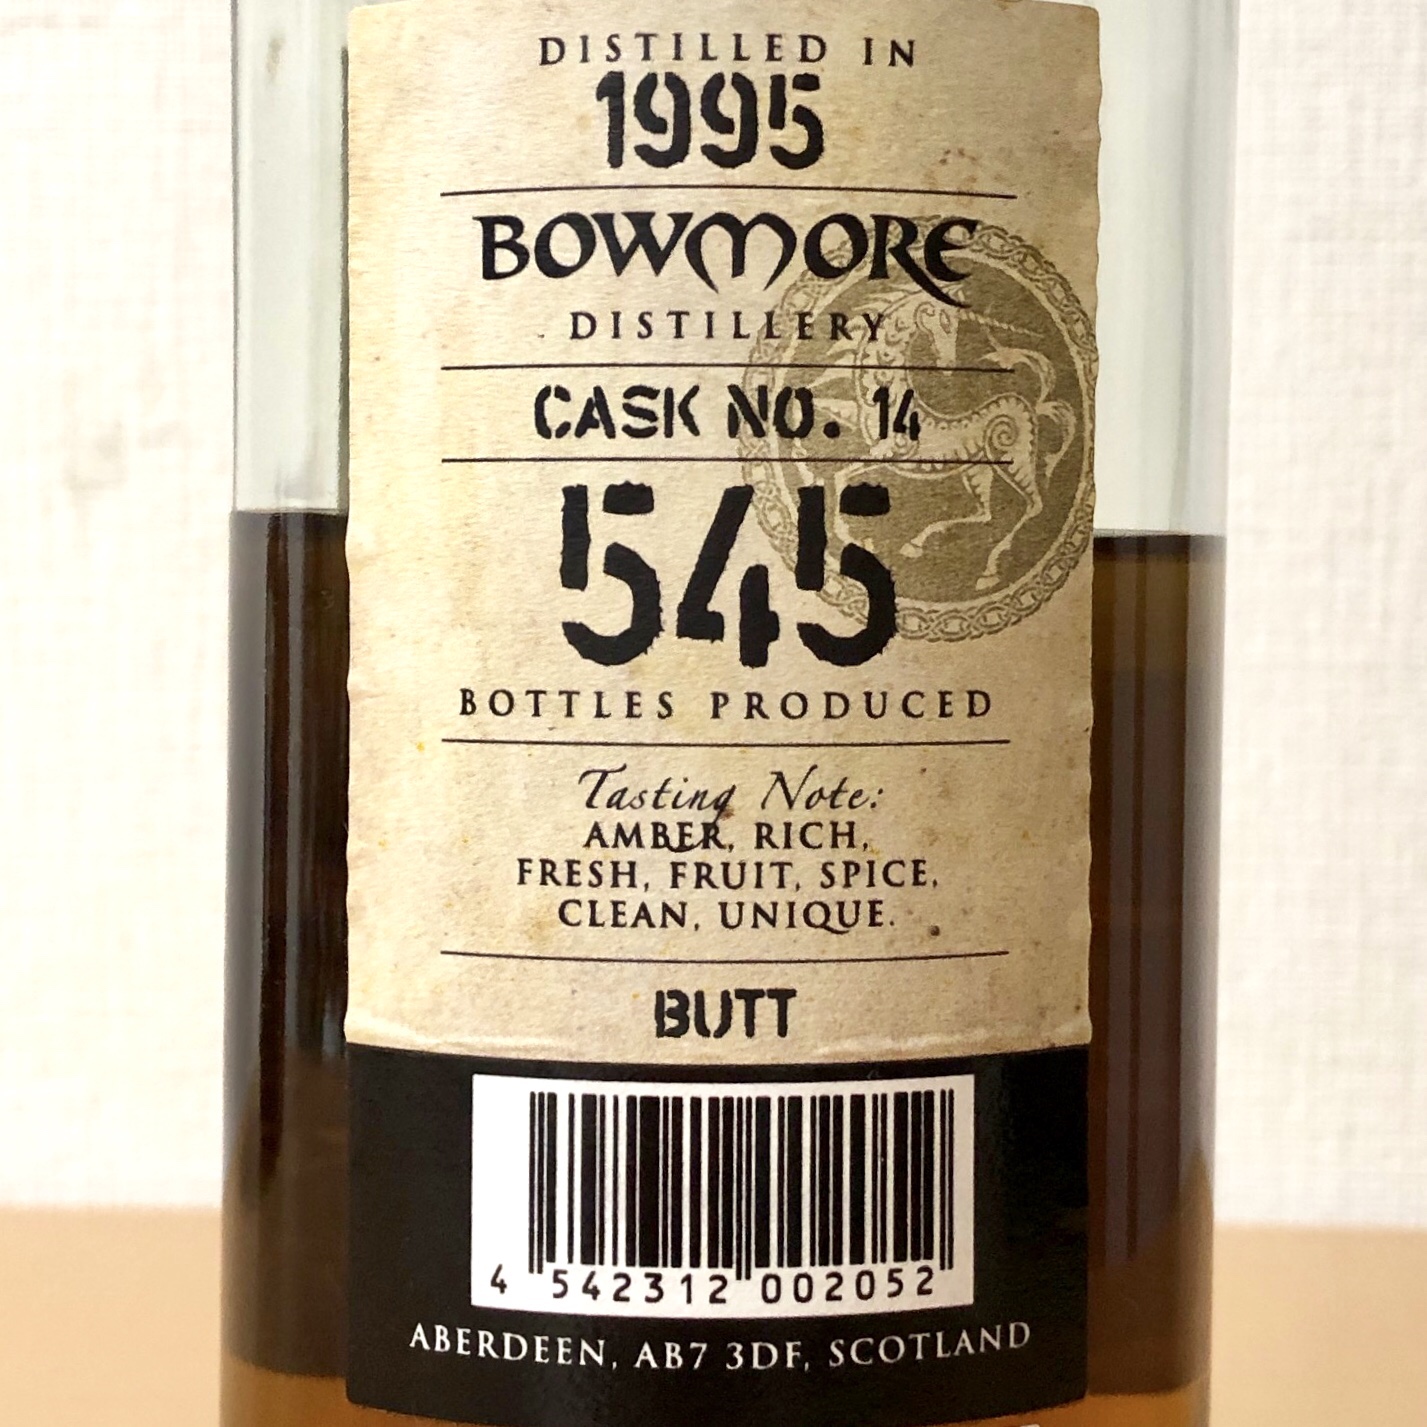 DISTILLED IN
1995
BOWMORE
DISTILLERY
CASK NO. 14
545
BOTTLES PRODUCED
Tasting Note:
AMBER, RICH,
FRESH, FRUIT, SPICE,
CLEAN, UNIQUE.
BUTT
4 542312 002052
ABERDEEN, AB7 3DF, SCOTLAND